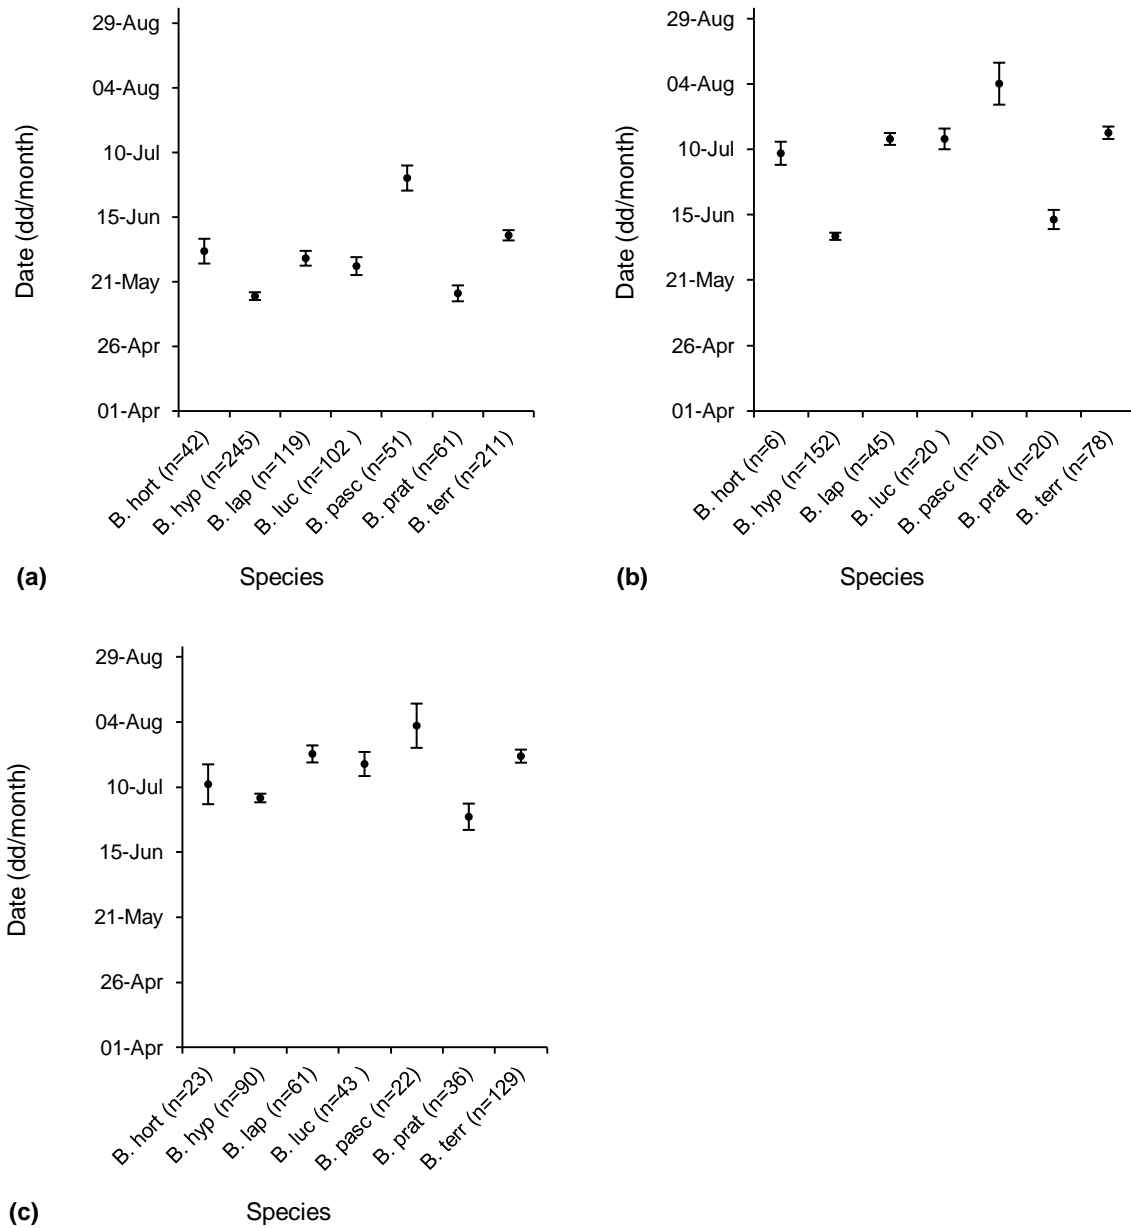 29-Aug
04-Aug
10-Jul
15-Jun
21-May
26-Apr
01-Apr
Date (dd/month)
B. hort (n=42)
B. hyp (n=245)
B. lap (n=119)
B. luc (n=102 )
B. pasc (n=51)
B. prat (n=61)
B. terr (n=211)
(a)
Species
29-Aug
04-Aug
10-Jul
15-Jun
21-May
26-Apr
01-Apr
Date (dd/month)
B. hort (n=6)
B. hyp (n=152)
B. lap (n=45)
B. luc (n=20 )
B. pasc (n=10)
B. prat (n=20)
B. terr (n=78)
(b)
Species
29-Aug
04-Aug
10-Jul
15-Jun
21-May
26-Apr
01-Apr
Date (dd/month)
B. hort (n=23)
B. hyp (n=90)
B. lap (n=61)
B. luc (n=43 )
B. pasc (n=22)
B. prat (n=36)
B. terr (n=129)
(c)
Species